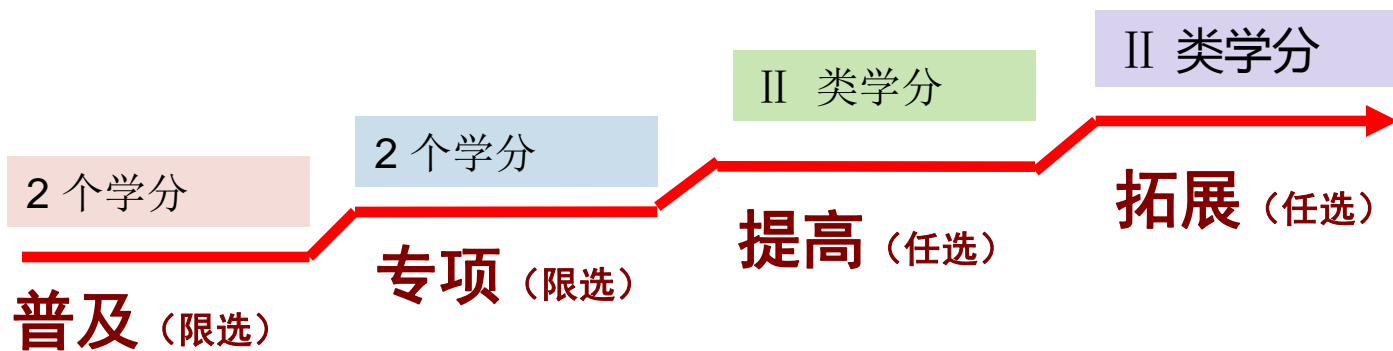 2 个学分
普及（限选）
2 个学分
专项（限选）
Ⅱ 类学分
提高（任选）
Ⅱ 类学分
拓展（任选）